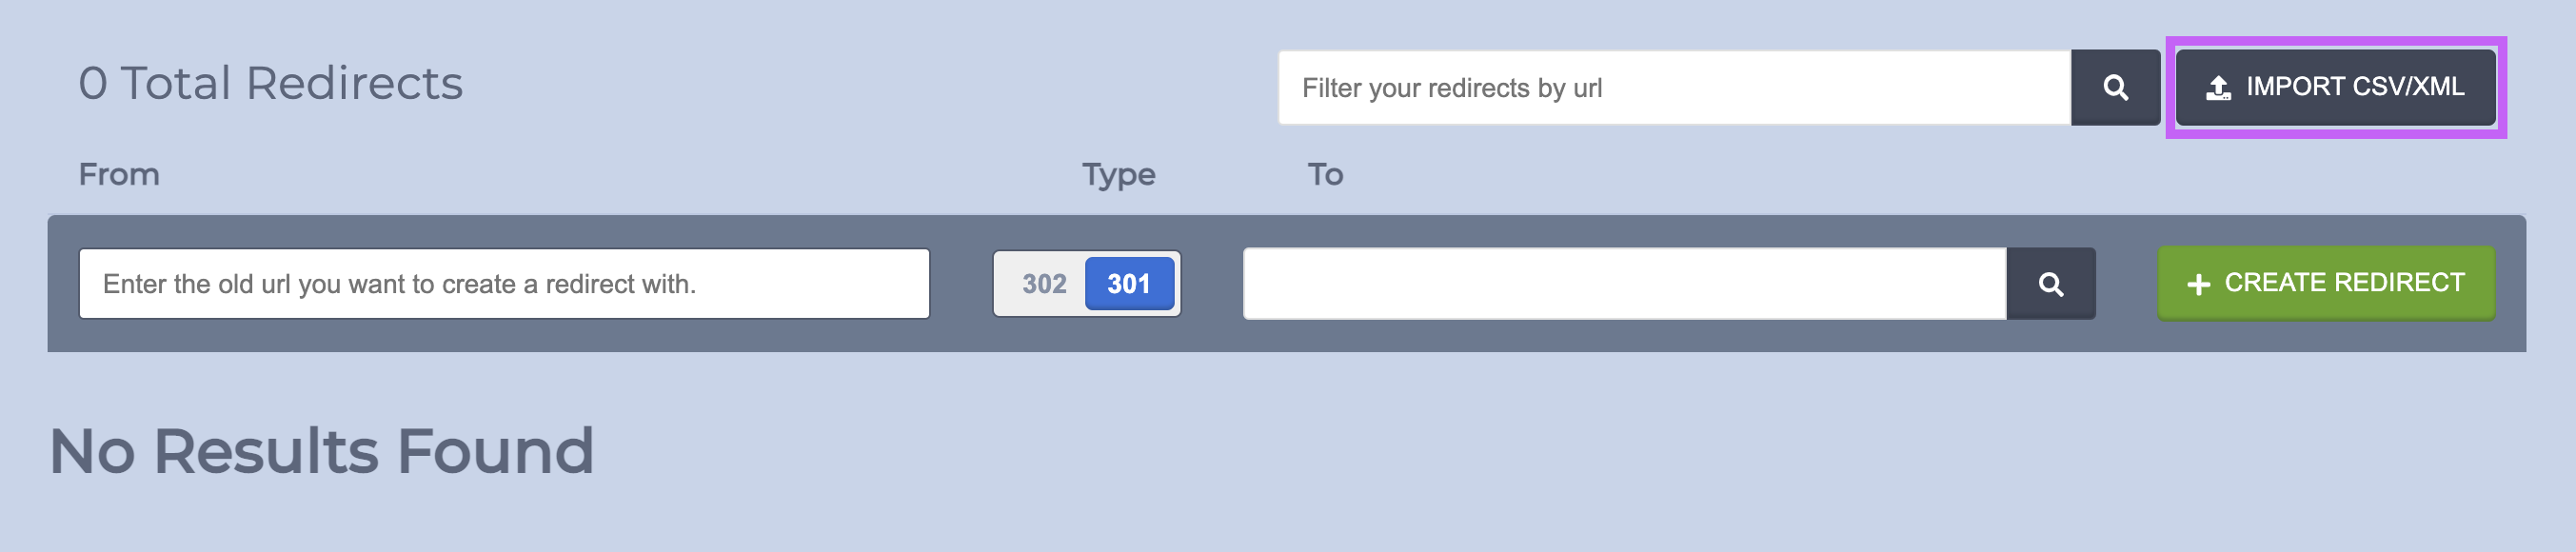 0 Total Redirects
Filter your redirects by url
IMPORT CSV/XML
From
Type
To
Enter the old url you want to create a redirect with.
302
301
CREATE REDIRECT
No Results Found